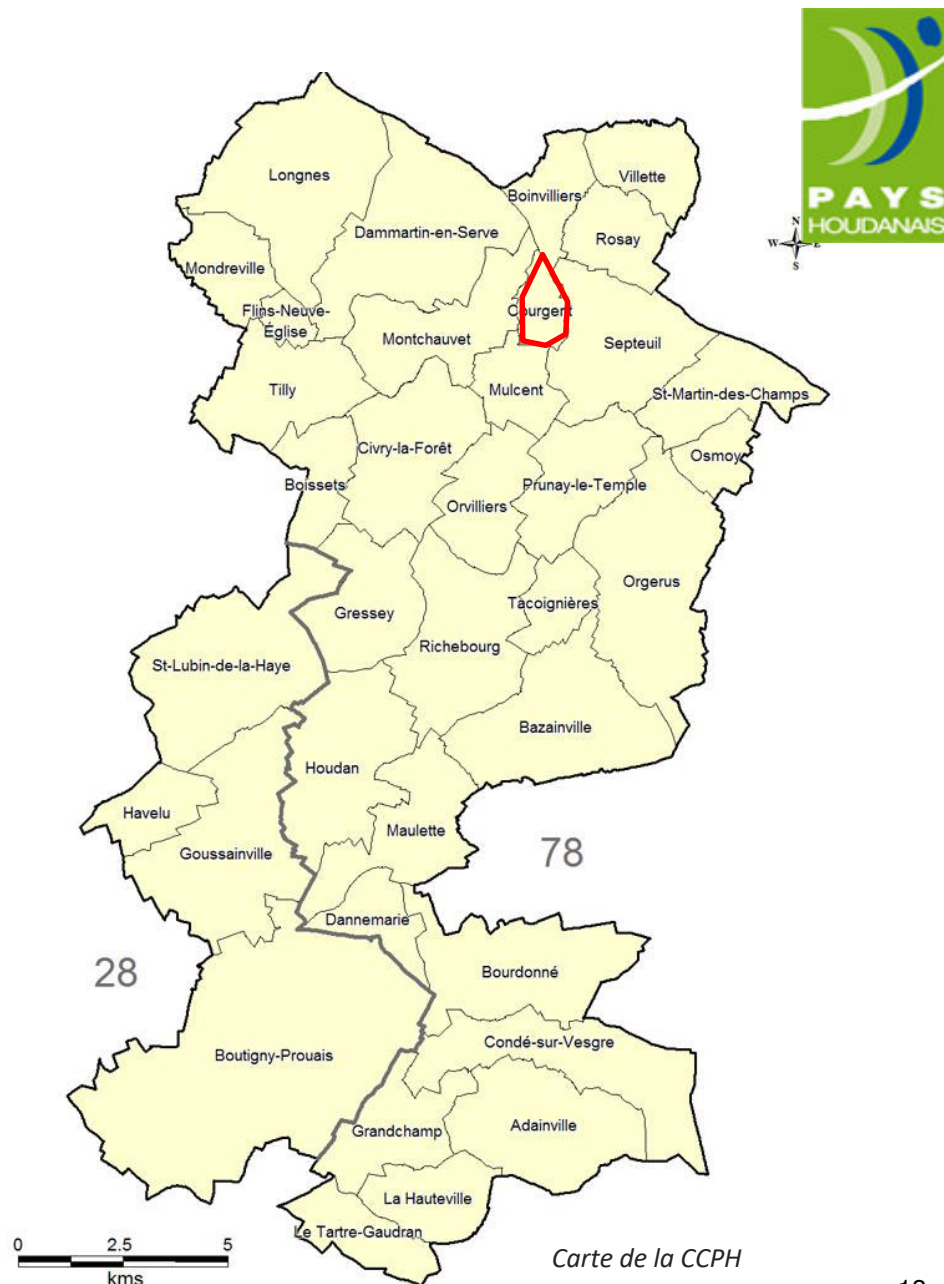 PAYS
HOUDANAIS
N
W E
S
Longnes
Boinvilliers
Villette
Dammartin-en-Serve
Rosay
Mondreville
Flins-Neuve-
Église
Courgent
Montchauvet
Septeuil
Tilly
Mulcent
St-Martin-des-Champs
Civry-la-Forêt
Osmoy
Boissets
Prunay-le-Temple
Orvilliers
Orgerus
Gressey
Tacoignières
Richebourg
St-Lubin-de-la-Haye
Bazainville
Houdan
Havelu
Maulette
Goussainville
78
Dannemarie
28
Bourdonné
Condé-sur-Vesgre
Boutigny-Prouais
Grandchamp
Adainville
La Hauteville
Le Tartre-Gaudran
0 2.5 5
kms
Carte de la CCPH